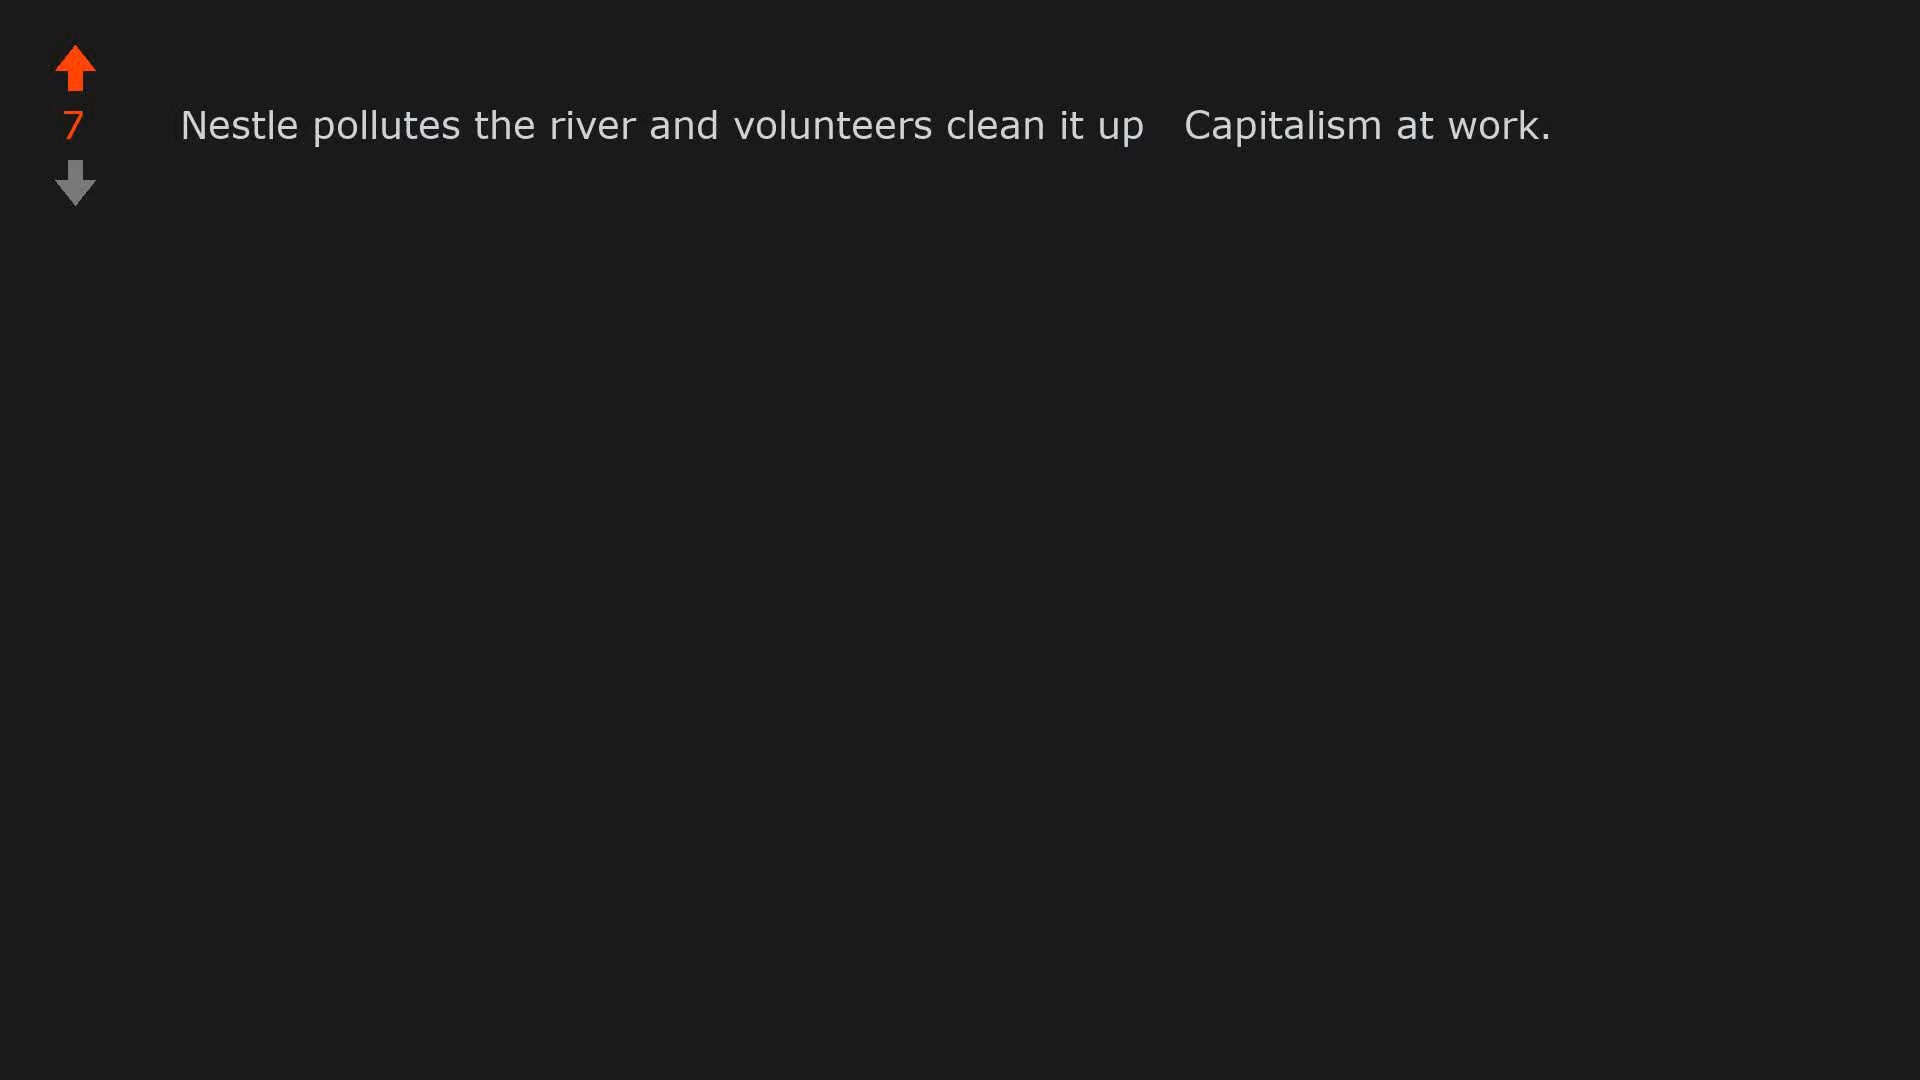 7
Nestle pollutes the river and volunteers clean it up   Capitalism at work.